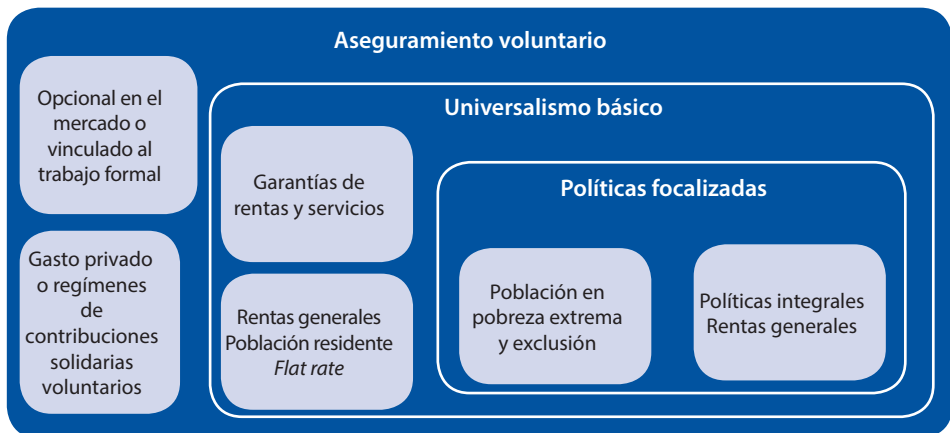 Aseguramiento voluntario
Opcional en el
mercado o
vinculado al
trabajo formal
Gasto privado
o regímenes
de
contribuciones
solidarias
voluntarios
Universalismo básico
Garantías de
rentas y servicios
Rentas generales
Población residente
Flat rate
Políticas focalizadas
Población en
pobreza extrema
y exclusión
Políticas integrales
Rentas generales